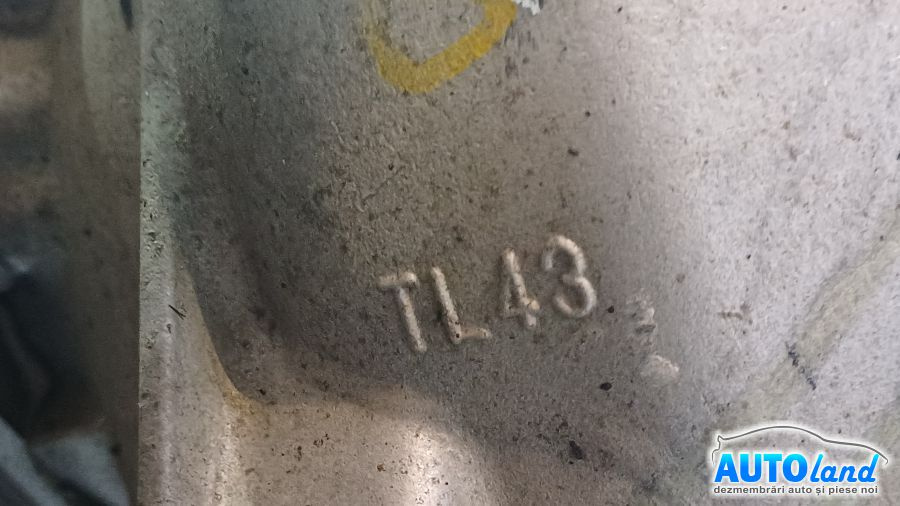 TL43
AUTOland
dezmembrări auto și piese noi